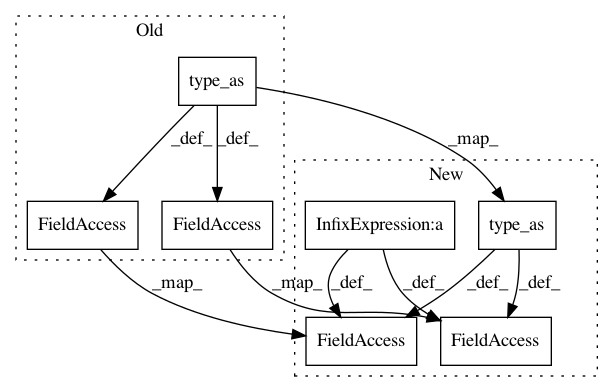 Old
type_as
_def_ _def_
_map_
New
FieldAccess FieldAccess InfixExpression:a type_as
_map_ _map_ _def_ _def_ _def_ _def_
FieldAccess FieldAccess